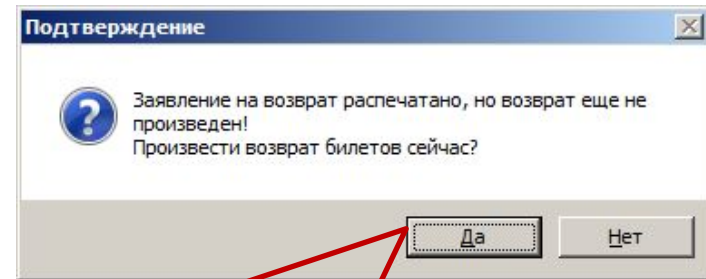 Подтверждение
Заявление на возврат распечатано, но возврат еще не
произведен!
Произвести возврат билетов сейчас?
Да
Нет